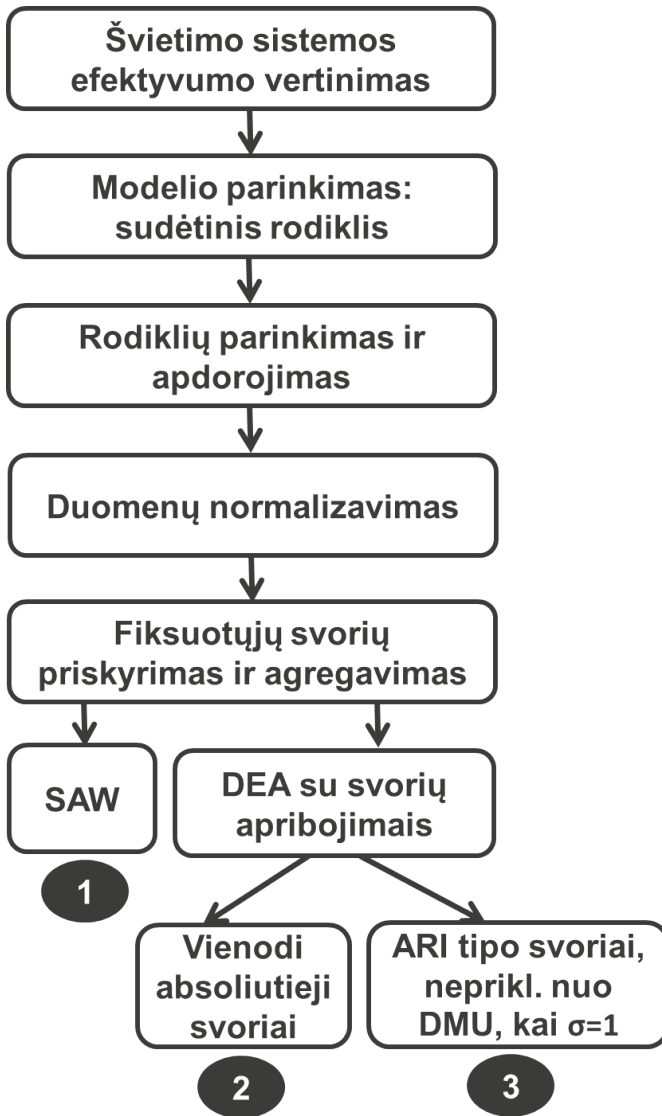 Švietimo sistemos
efektyvumo vertinimas
Modelio parinkimas:
sudėtinis rodiklis
Rodiklių parinkimas ir
apdorojimas
Duomenų normalizavimas
Fiksuotųjų svorių
priskyrimas ir agregavimas
SAW
DEA su svorių
apribojimais
1
Vienodi
absoliutieji
svoriai
ARI tipo svoriai,
neprikl. nuo
DMU, kai σ=1
2
3